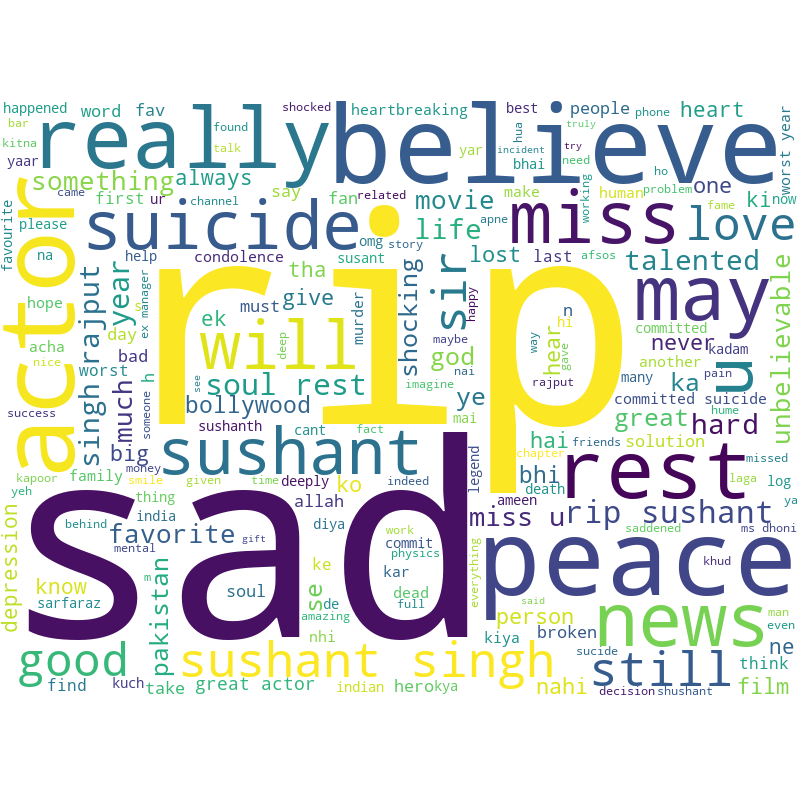 happened
word
fav
shocked
heartbreaking
best
people
phone
heart
now
worst year
bar
kitna
yaar
really
found
talk
believe
yar
hua
bhai
incident
truly
try
need
ho
something
always
say
fan
related
movie
make
human
problem
one
came
first
ur
channel
apne
working
ki
fame
favourite
please
actor
suicide
omg
story
life
miss
love
na
help
condolence
susant
lost
last
afsos
talented
hope
singh rajput
year
s
ex manager
must
give
tha
murder
shocking
sir
god
happy
rip
n
hear
hi
may
unbelievable
committed
day
ek
will
deep
maybe
way
gave
never
kadam
acha
nice
bad
h
see
imagine
nai
rajput
another
pain
worst
much
someone
soul rest
ye
many
committed suicide
u
ka
hume
success
bollywood
mai
great
hard
sushanth
cant
fact
legend
hai
solution
missed
big
sushant
chapter
friends
kapoor
family
money
bhi
rest
laga
log
yeh
smile
given
time
deeply
indeed
death
ya
thing
allah
ko
ameen
depression
behind
india
diya
miss u
rip sushant
saddened
ms dhoni
sad
favorite
gift
work
commit
physics
everything
peace
khud
mental
know
pakistan
m
soul
se
ke
kar
dead
sarfaraz
de
full
said
person
news
man
even
amazing
nhi
kiya
broken
sucide
ne
good
sushant singh
still
think
find
kuch
take
great actor
indian
hero
kya
nahi
decision
shushant
film